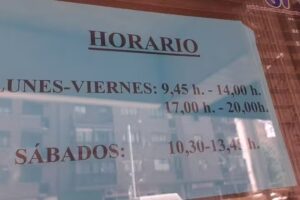 HORARIO
LUNES-VIERNES: 9,45 h. - 14,00 h.
17,00 h. - 20,00h.
SÁBADOS: 10,30-13,45 h.